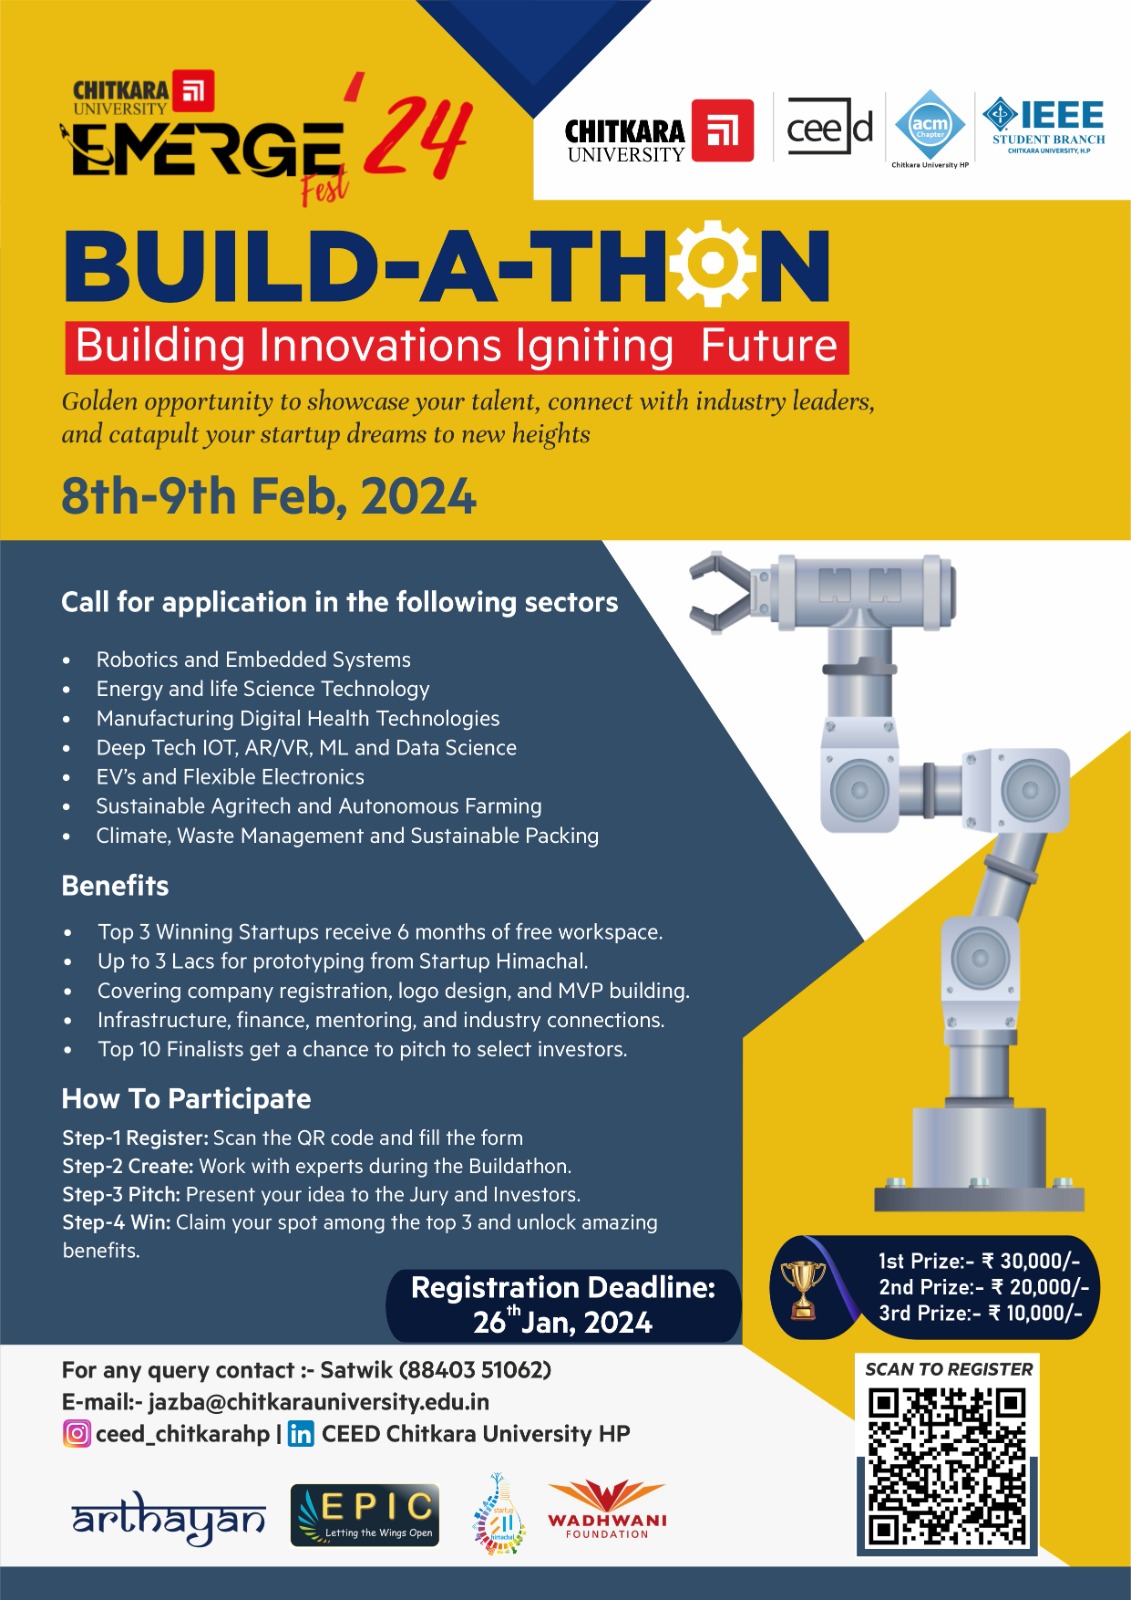 CHITKARA
UNIVERSITY
EMERGE '24
Fest
CHITKARA
UNIVERSITY
ceed
acm
Chapter
Chitkara University HP
IEEE
STUDENT BRANCH
CHITKARA UNIVERSITY, H.P
BUILD-A-THON
Building Innovations Igniting Future
Golden opportunity to showcase your talent, connect with industry leaders,
and catapult your startup dreams to new heights
8th-9th Feb, 2024
Call for application in the following sectors
• Robotics and Embedded Systems
• Energy and life Science Technology
• Manufacturing Digital Health Technologies
• Deep Tech IOT, AR/VR, ML and Data Science
• EV's and Flexible Electronics
• Sustainable Agritech and Autonomous Farming
• Climate, Waste Management and Sustainable Packing
Benefits
• Top 3 Winning Startups receive 6 months of free workspace.
• Up to 3 Lacs for prototyping from Startup Himachal.
• Covering company registration, logo design, and MVP building.
• Infrastructure, finance, mentoring, and industry connections.
• Top 10 Finalists get a chance to pitch to select investors.
How To Participate
Step-1 Register: Scan the QR code and fill the form
Step-2 Create: Work with experts during the Buildathon.
Step-3 Pitch: Present your idea to the Jury and Investors.
Step-4 Win: Claim your spot among the top 3 and unlock amazing
benefits.
Registration Deadline:
26th Jan, 2024
1st Prize:- ₹ 30,000/-
2nd Prize:- ₹ 20,000/-
3rd Prize:- ₹ 10,000/-
For any query contact :- Satwik (88403 51062)
E-mail:- jazba@chitkarauniversity.edu.in
ceed_chitkarahp | in CEED Chitkara University HP
SCAN TO REGISTER
arthayan
EPIC
Letting the Wings Open
startup
himachal
WADHWANI
FOUNDATION